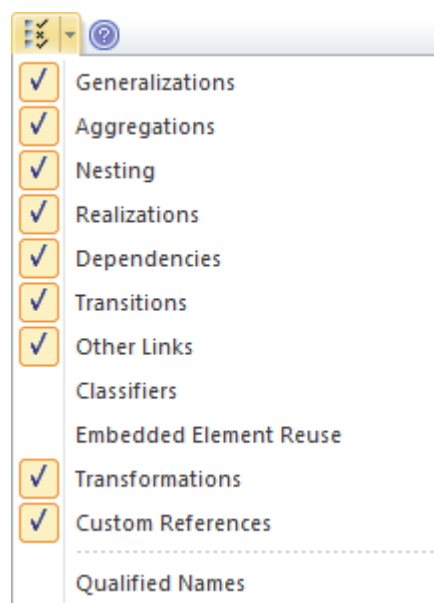 Generalizations
Aggregations
Nesting
Realizations
Dependencies
Transitions
Other Links
Classifiers
Embedded Element Reuse
Transformations
Custom References
Qualified Names